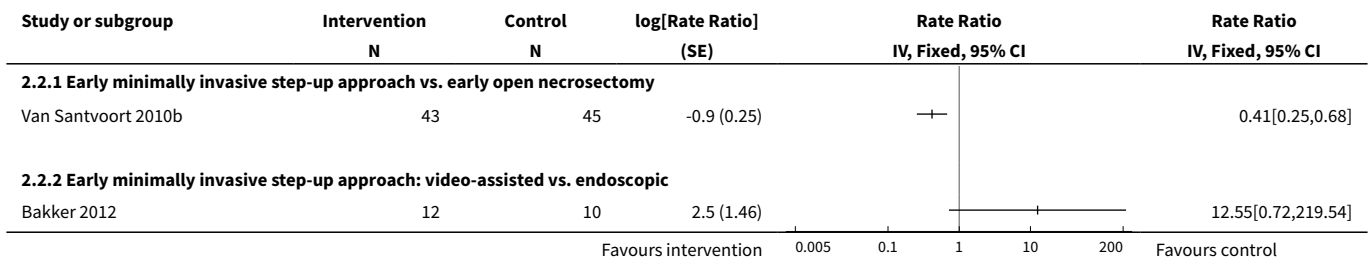 Study or subgroup Intervention Control log[Rate Ratio] Rate Ratio Rate Ratio
N N (SE) IV, Fixed, 95% CI IV, Fixed, 95% CI
2.2.1 Early minimally invasive step-up approach vs. early open necrosectomy
Van Santvoort 2010b 43 45 -0.9 (0.25) 0.41[0.25,0.68]
2.2.2 Early minimally invasive step-up approach: video-assisted vs. endoscopic
Bakker 2012 12 10 2.5 (1.46) 12.55[0.72,219.54]
Favours intervention 0.005 0.1 1 10 200 Favours control